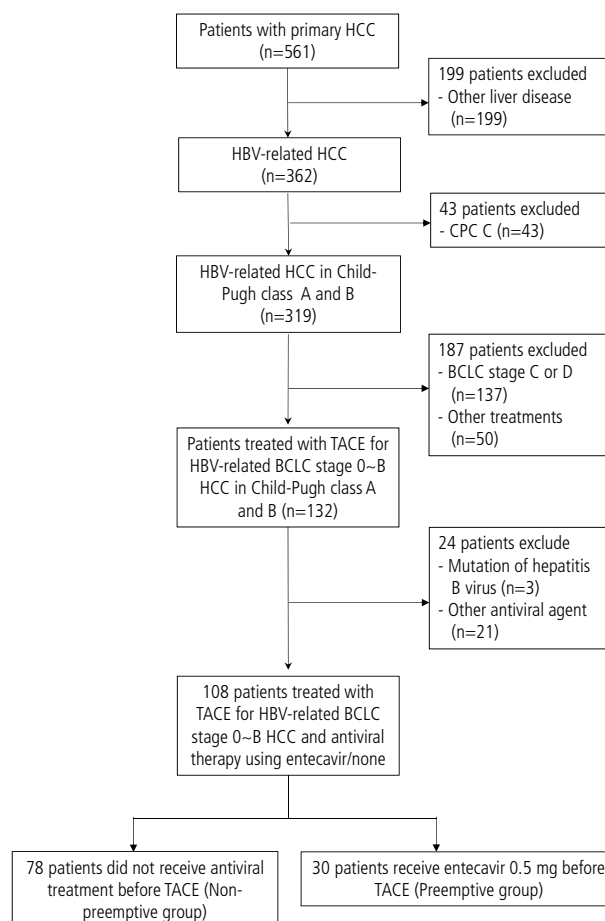 Patients with primary HCC
(n=561)
199 patients excluded
- Other liver disease
(n=199)
HBV-related HCC
(n=362)
43 patients excluded
- CPC C (n=43)
HBV-related HCC in Child-
Pugh class A and B
(n=319)
187 patients excluded
- BCLC stage C or D
(n=137)
- Other treatments
(n=50)
Patients treated with TACE for
HBV-related BCLC stage 0~B
HCC in Child-Pugh class A
and B (n=132)
24 patients exclude
- Mutation of hepatitis
B virus (n=3)
- Other antiviral agent
(n=21)
108 patients treated with
TACE for HBV-related BCLC
stage 0~B HCC and antiviral
therapy using entecavir/none
78 patients did not receive antiviral
treatment before TACE (Non-
preemptive group)
30 patients receive entecavir 0.5 mg before
TACE (Preemptive group)